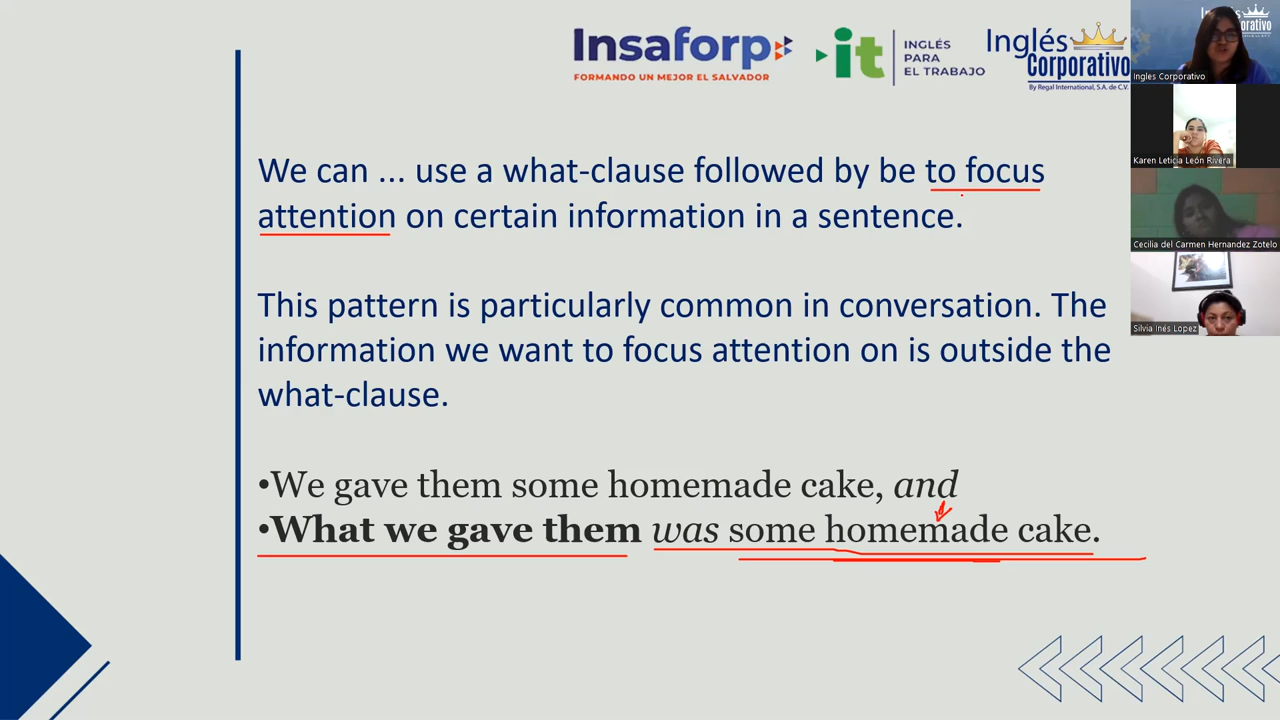 Insaforp
FORMANDO UN MEJOR EL SALVADOR
it
INGLÉS
PARA
EL TRABAJO
Inglés
Corporativo
By Regal International, S.A. de C.V.
Ingles Corporativo
Karen Leticia León Rivera
Cecilia del Carmen Hernandez Zotelo
Silvia Inés Lopez
We can ... use a what-clause followed by be to focus
attention on certain information in a sentence.
This pattern is particularly common in conversation. The
information we want to focus attention on is outside the
what-clause.
•We gave them some homemade cake, and
•What we gave them was some homemade cake.